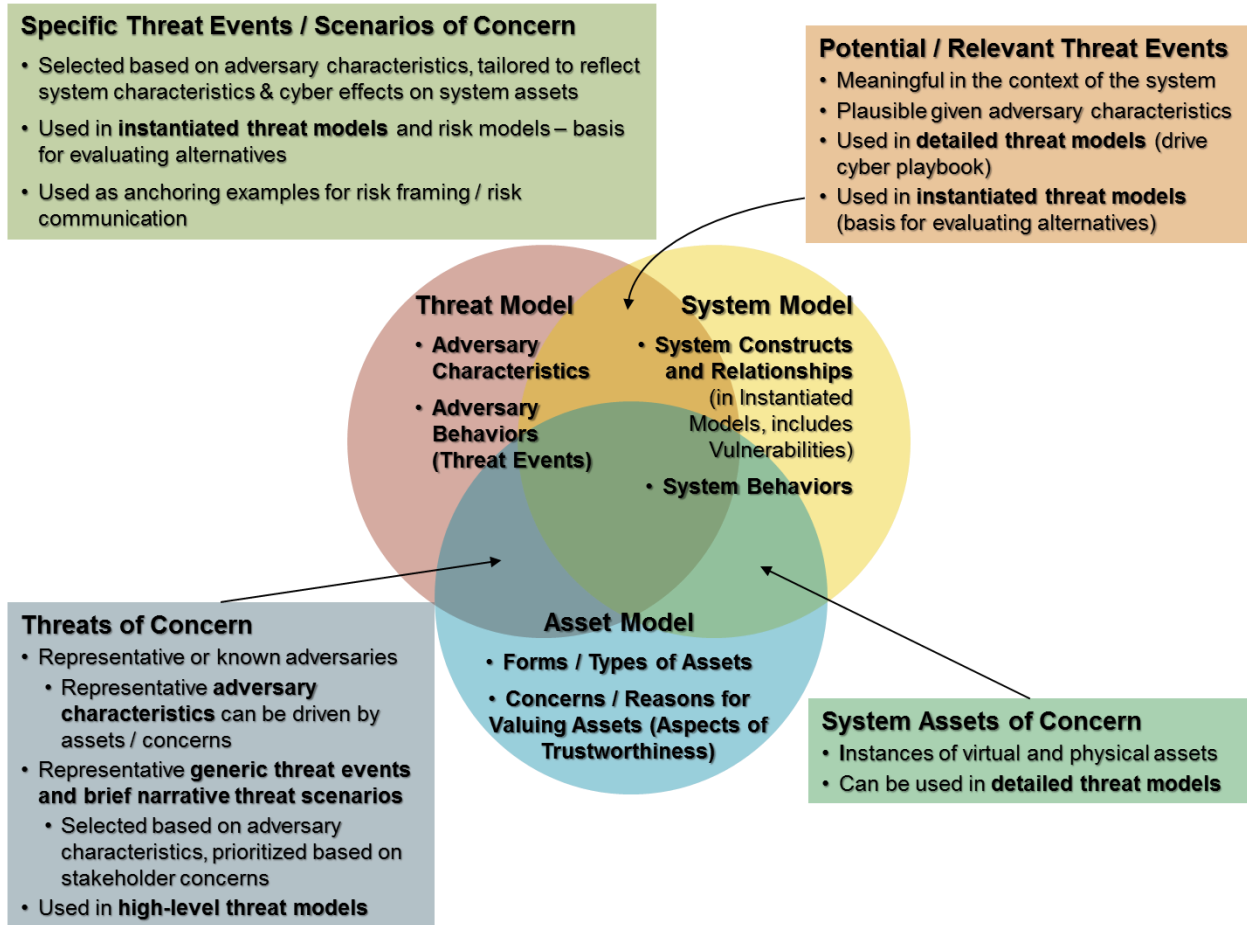 Specific Threat Events / Scenarios of Concern
• Selected based on adversary characteristics, tailored to reflect
system characteristics & cyber effects on system assets
• Used in instantiated threat models and risk models – basis
for evaluating alternatives
• Used as anchoring examples for risk framing / risk
communication
Potential / Relevant Threat Events
• Meaningful in the context of the system
• Plausible given adversary characteristics
• Used in detailed threat models (drive
cyber playbook)
• Used in instantiated threat models
(basis for evaluating alternatives)
Threat Model
• Adversary
Characteristics
• Adversary
Behaviors
(Threat Events)
System Model
• System Constructs
and Relationships
(in Instantiated
Models, includes
Vulnerabilities)
• System Behaviors
Asset Model
• Forms / Types of Assets
• Concerns / Reasons for
Valuing Assets (Aspects of
Trustworthiness)
Threats of Concern
• Representative or known adversaries
• Representative adversary
characteristics can be driven by
assets / concerns
• Representative generic threat events
and brief narrative threat scenarios
• Selected based on adversary
characteristics, prioritized based on
stakeholder concerns
• Used in high-level threat models
System Assets of Concern
• Instances of virtual and physical assets
• Can be used in detailed threat models